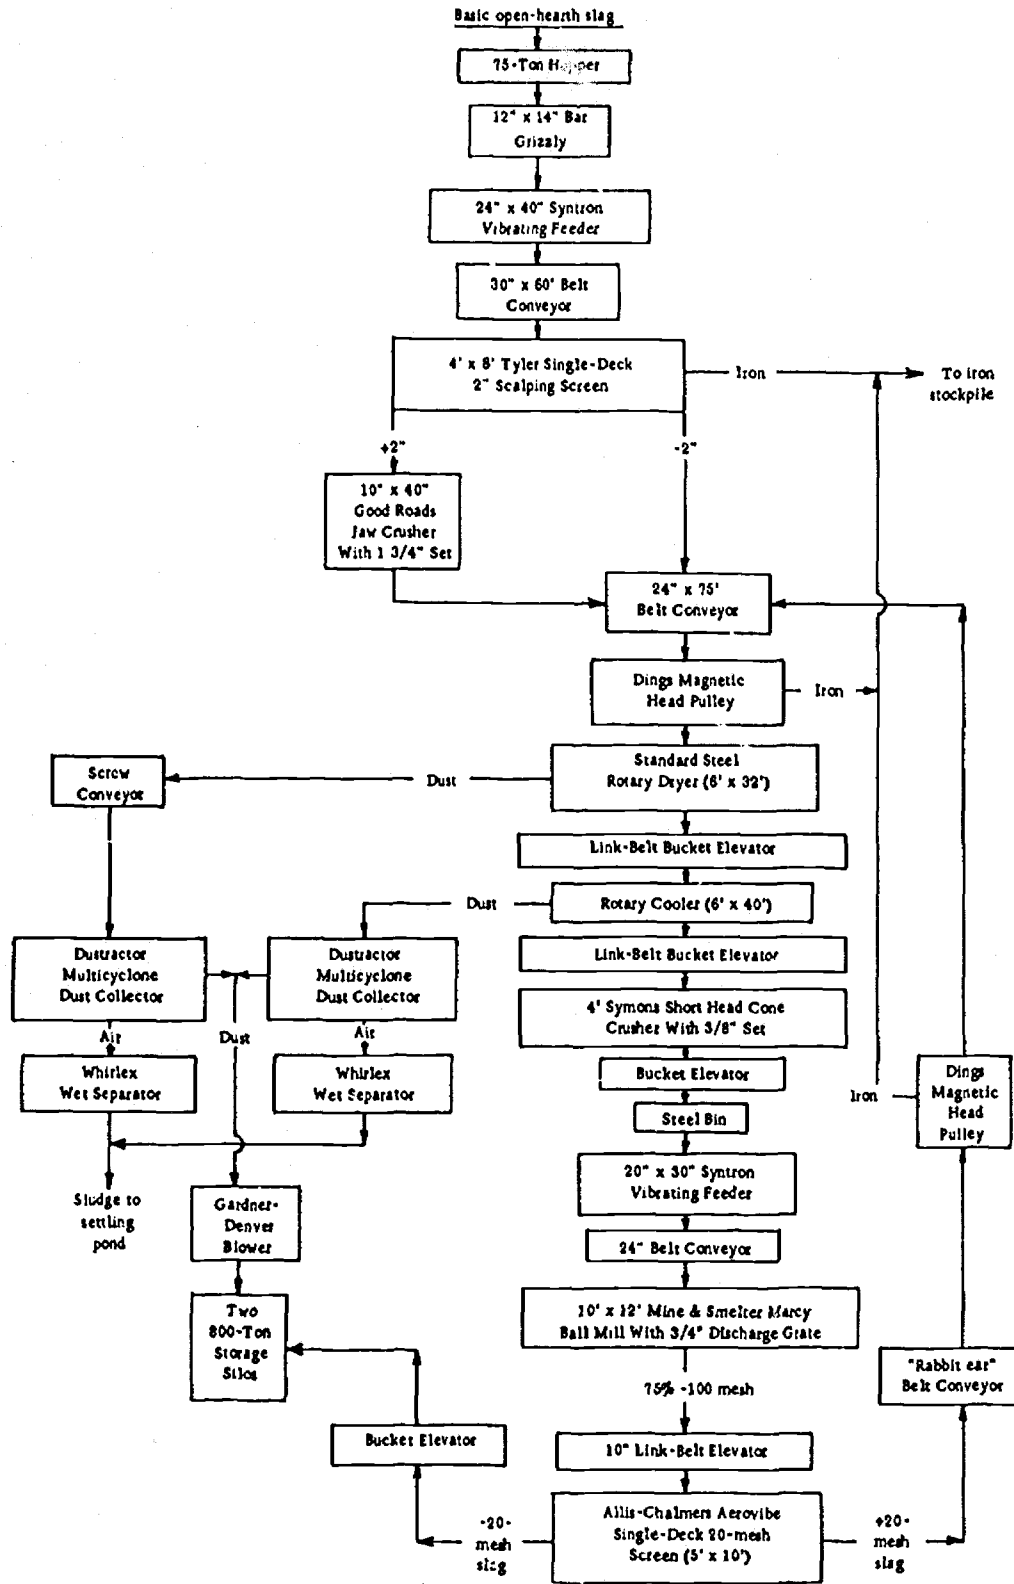 Basic open-hearth slag
75-Ton Hopper
12" x 14" Bar
Grizzly
24" x 40" Syntron
Vibrating Feeder
30" x 60' Belt
Conveyor
4' x 8' Tyler Single-Deck
2" Scalping Screen
Iron
To iron
stockpile
+2"
-2"
10" x 40"
Good Roads
Jaw Crusher
With 1 3/4" Set
24" x 75'
Belt Conveyor
Dings Magnetic
Head Pulley
Iron
Standard Steel
Rotary Dryer (6' x 32')
Dust
Screw
Conveyor
Link-Belt Bucket Elevator
Rotary Cooler (6' x 40')
Dust
Dustractor
Multicyclone
Dust Collector
Dustractor
Multicyclone
Dust Collector
Link-Belt Bucket Elevator
4' Symons Short Head Cone
Crusher With 3/8" Set
Air
Dust
Air
Whirlex
Wet Separator
Whirlex
Wet Separator
Bucket Elevator
Iron
Dings
Magnetic
Head
Pulley
Steel Bin
20" x 30" Syntron
Vibrating Feeder
Sludge to
settling
pond
Gardner-
Denver
Blower
24" Belt Conveyor
Two
800-Ton
Storage
Silos
10' x 12' Mine & Smelter Marcy
Ball Mill With 3/4" Discharge Grate
"Rabbit ear"
Belt Conveyor
75% -100 mesh
Bucket Elevator
10" Link-Belt Elevator
-20-
mesh
slag
Allis-Chalmers Aerovibe
Single-Deck 20-mesh
Screen (5' x 10')
+20-
mesh
slag